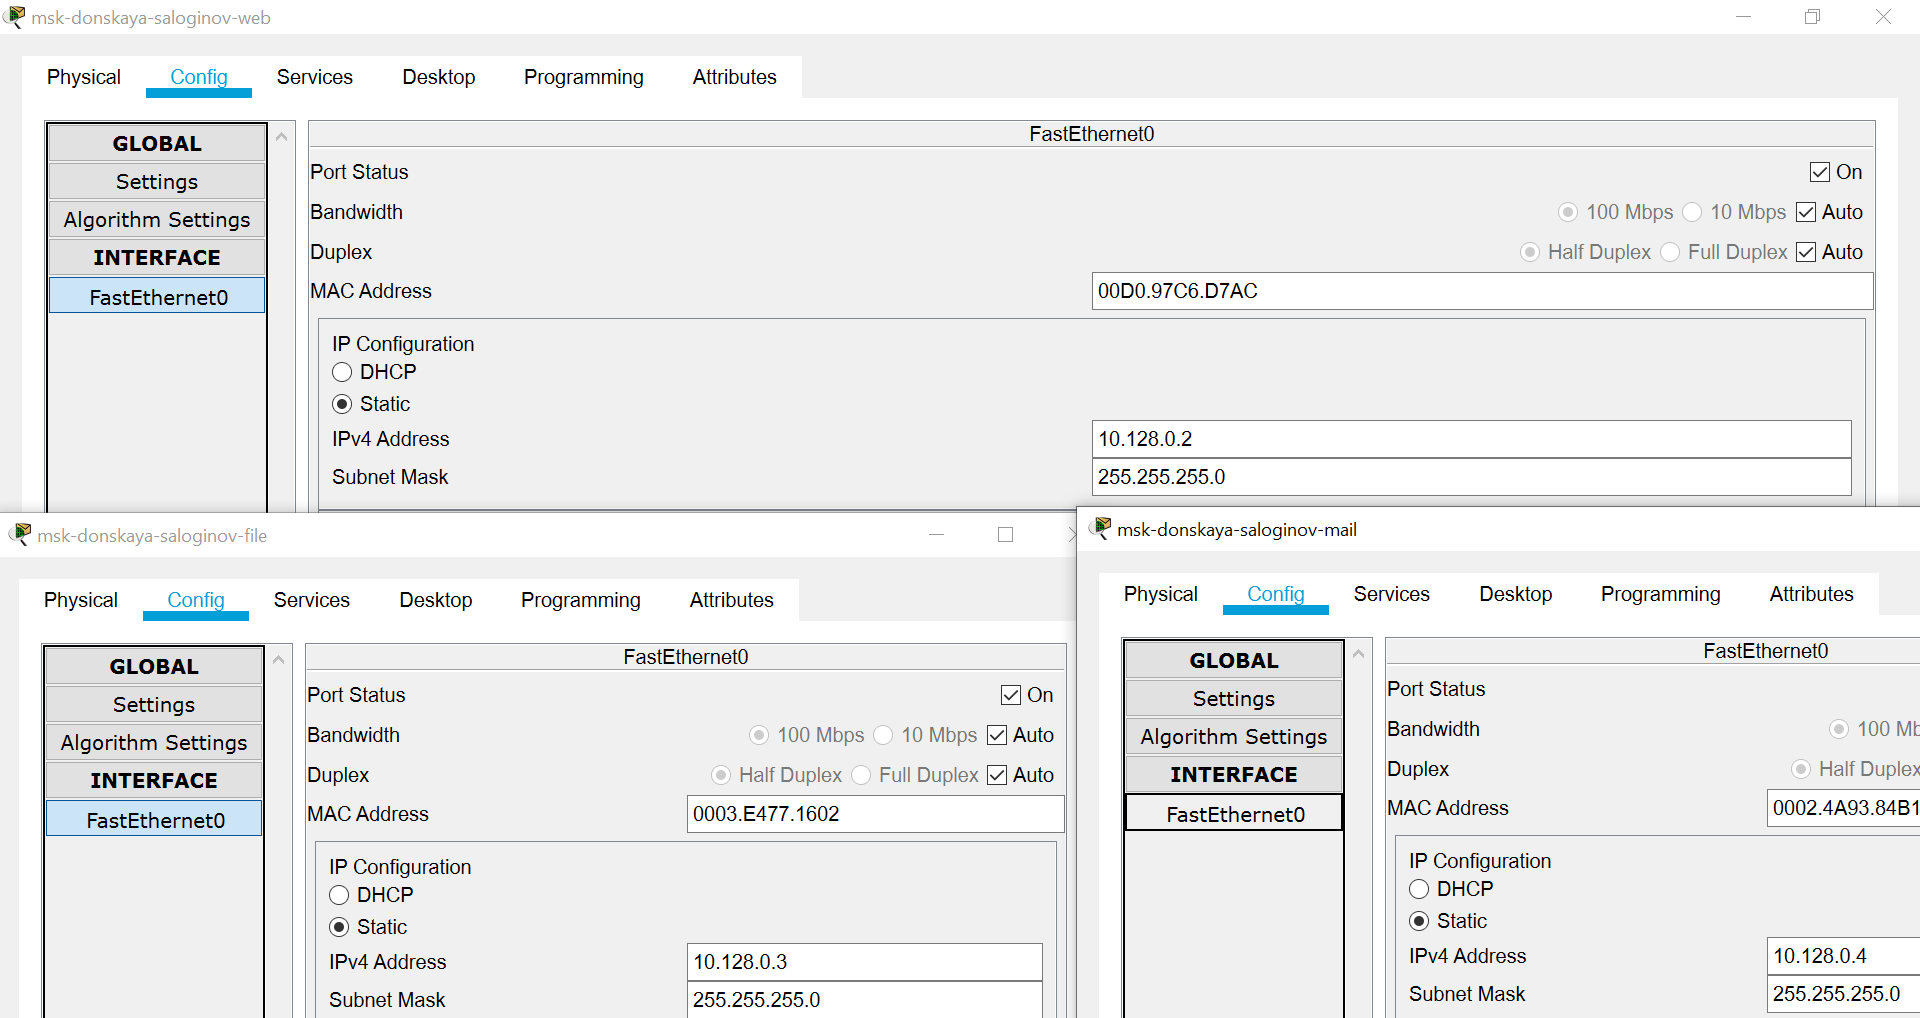 msk-donskaya-saloginov-web
Physical Config Services Desktop Programming Attributes
GLOBAL
Settings
Algorithm Settings
INTERFACE
FastEthernet0
FastEthernet0
Port Status On
Bandwidth 100 Mbps 10 Mbps Auto
Duplex Half Duplex Full Duplex Auto
MAC Address 00D0.97C6.D7AC
IP Configuration
DHCP
Static
IPv4 Address 10.128.0.2
Subnet Mask 255.255.255.0
msk-donskaya-saloginov-file
Physical Config Services Desktop Programming Attributes
GLOBAL
Settings
Algorithm Settings
INTERFACE
FastEthernet0
FastEthernet0
Port Status On
Bandwidth 100 Mbps 10 Mbps Auto
Duplex Half Duplex Full Duplex Auto
MAC Address 0003.E477.1602
IP Configuration
DHCP
Static
IPv4 Address 10.128.0.3
Subnet Mask 255.255.255.0
msk-donskaya-saloginov-mail
Physical Config Services Desktop Programming Attributes
GLOBAL
Settings
Algorithm Settings
INTERFACE
FastEthernet0
FastEthernet0
Port Status
Bandwidth 100 Mb
Duplex Half Duplex
MAC Address 0002.4A93.84B1
IP Configuration
DHCP
Static
IPv4 Address 10.128.0.4
Subnet Mask 255.255.255.0